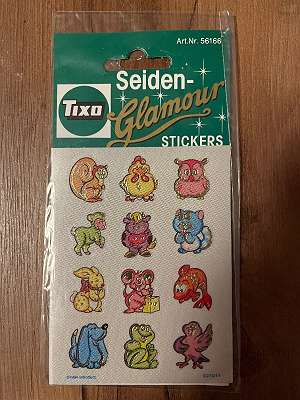 Art.Nr. 56166
Seiden-
TIXO
Glamour
STICKERS